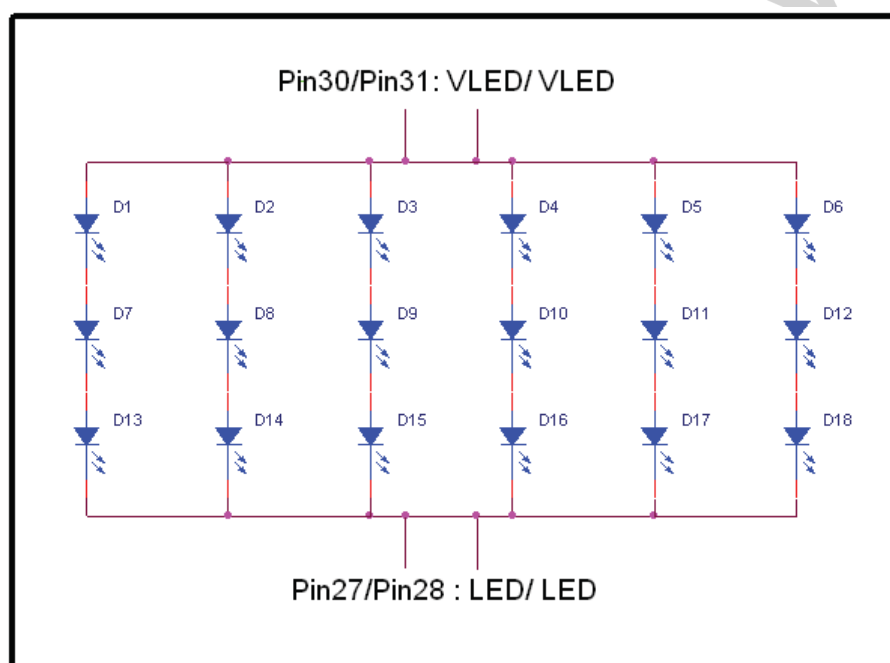 Pin30/Pin31: VLED/ VLED
D1 D2 D3 D4 D5 D6
D7 D8 D9 D10 D11 D12
D13 D14 D15 D16 D17 D18
Pin27/Pin28 : LED/ LED